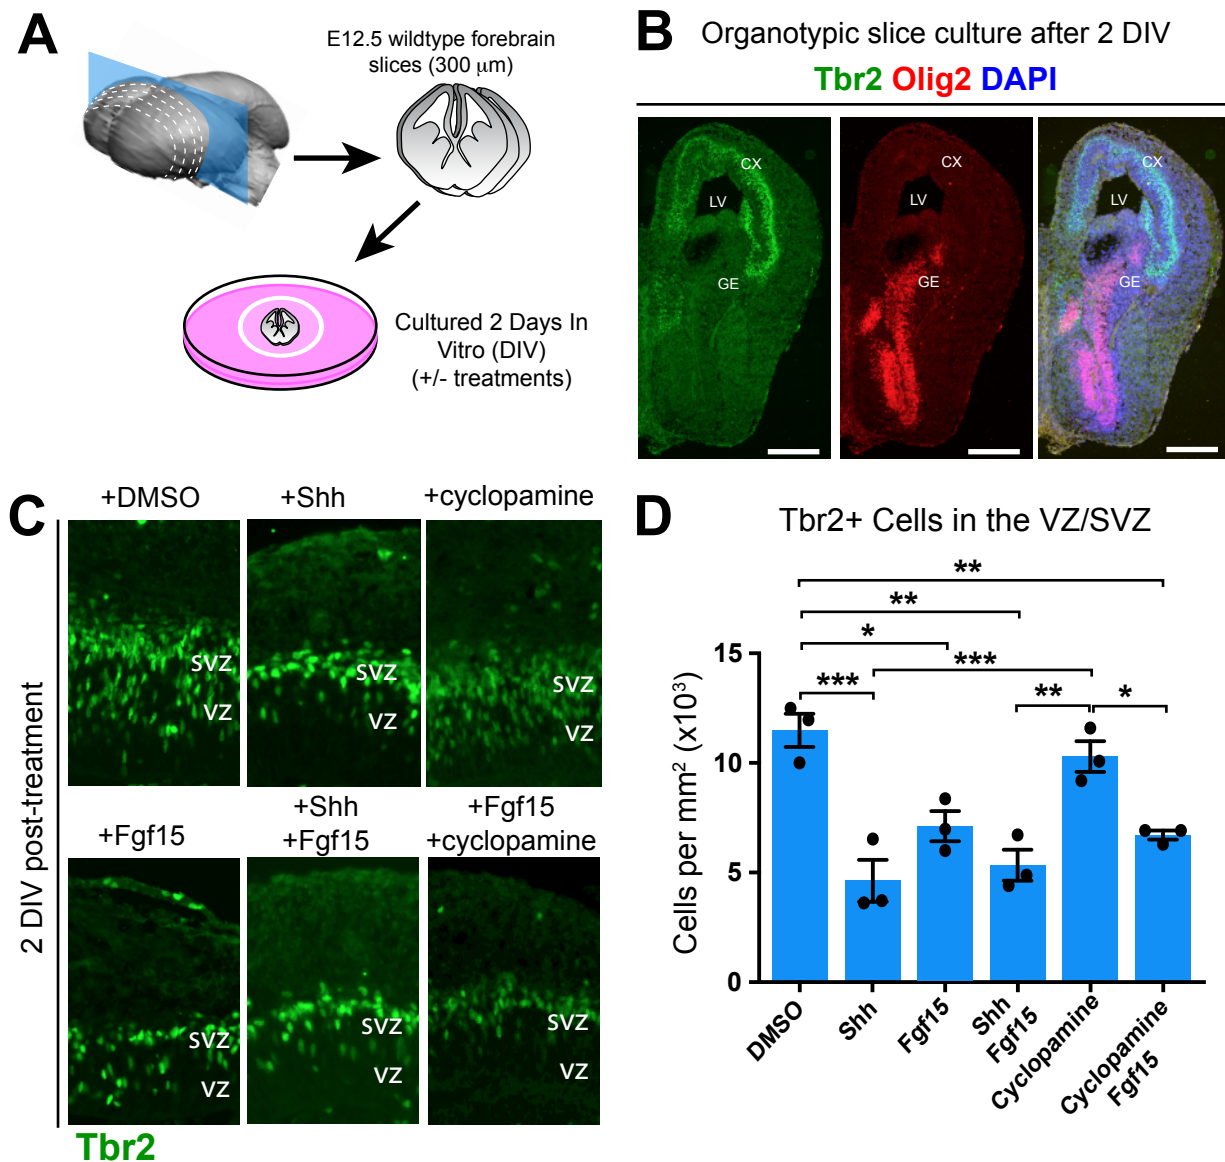 A
E12.5 wildtype forebrain
slices (300 μm)
Cultured 2 Days In
Vitro (DIV)
(+/- treatments)
B
Organotypic slice culture after 2 DIV
Tbr2 Olig2 DAPI
CX
LV
GE
CX
LV
GE
CX
LV
GE
C
2 DIV post-treatment
+DMSO
+Shh
+cyclopamine
SVZ
VZ
SVZ
VZ
SVZ
VZ
+Fgf15
+Shh
+Fgf15
+Fgf15
+cyclopamine
SVZ
VZ
SVZ
VZ
SVZ
VZ
Tbr2
D
Tbr2+ Cells in the VZ/SVZ
**
**
*
***
***
**
*
Cells per mm² (x10³)
15
10
5
0
DMSO
Shh
Fgf15
Shh
Fgf15
Cyclopamine
Cyclopamine
Fgf15